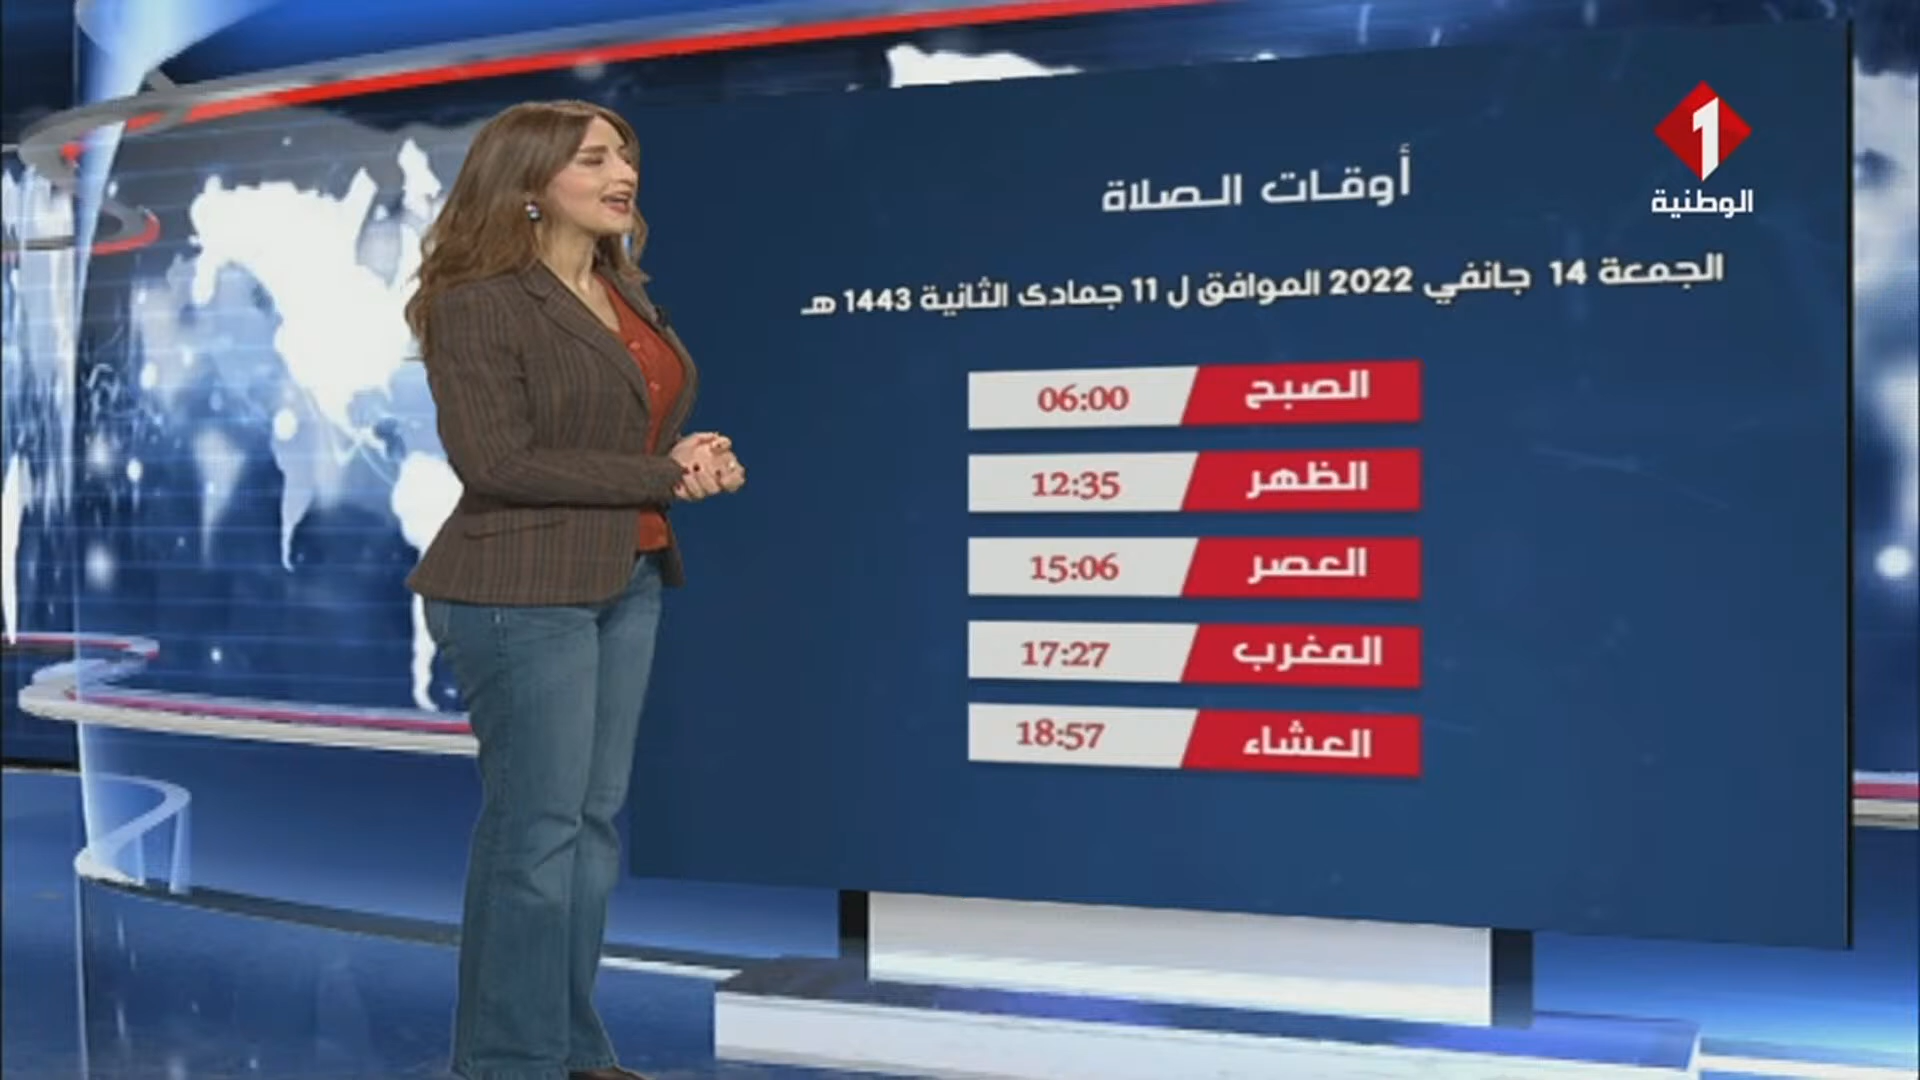 1
الوطنية
أوقات الصلاة
الجمعة 14 جانفي 2022 الموافق ل 11 جمادى الثانية 1443 هـ
الصبح 06:00
الظهر 12:35
العصر 15:06
المغرب 17:27
العشاء 18:57